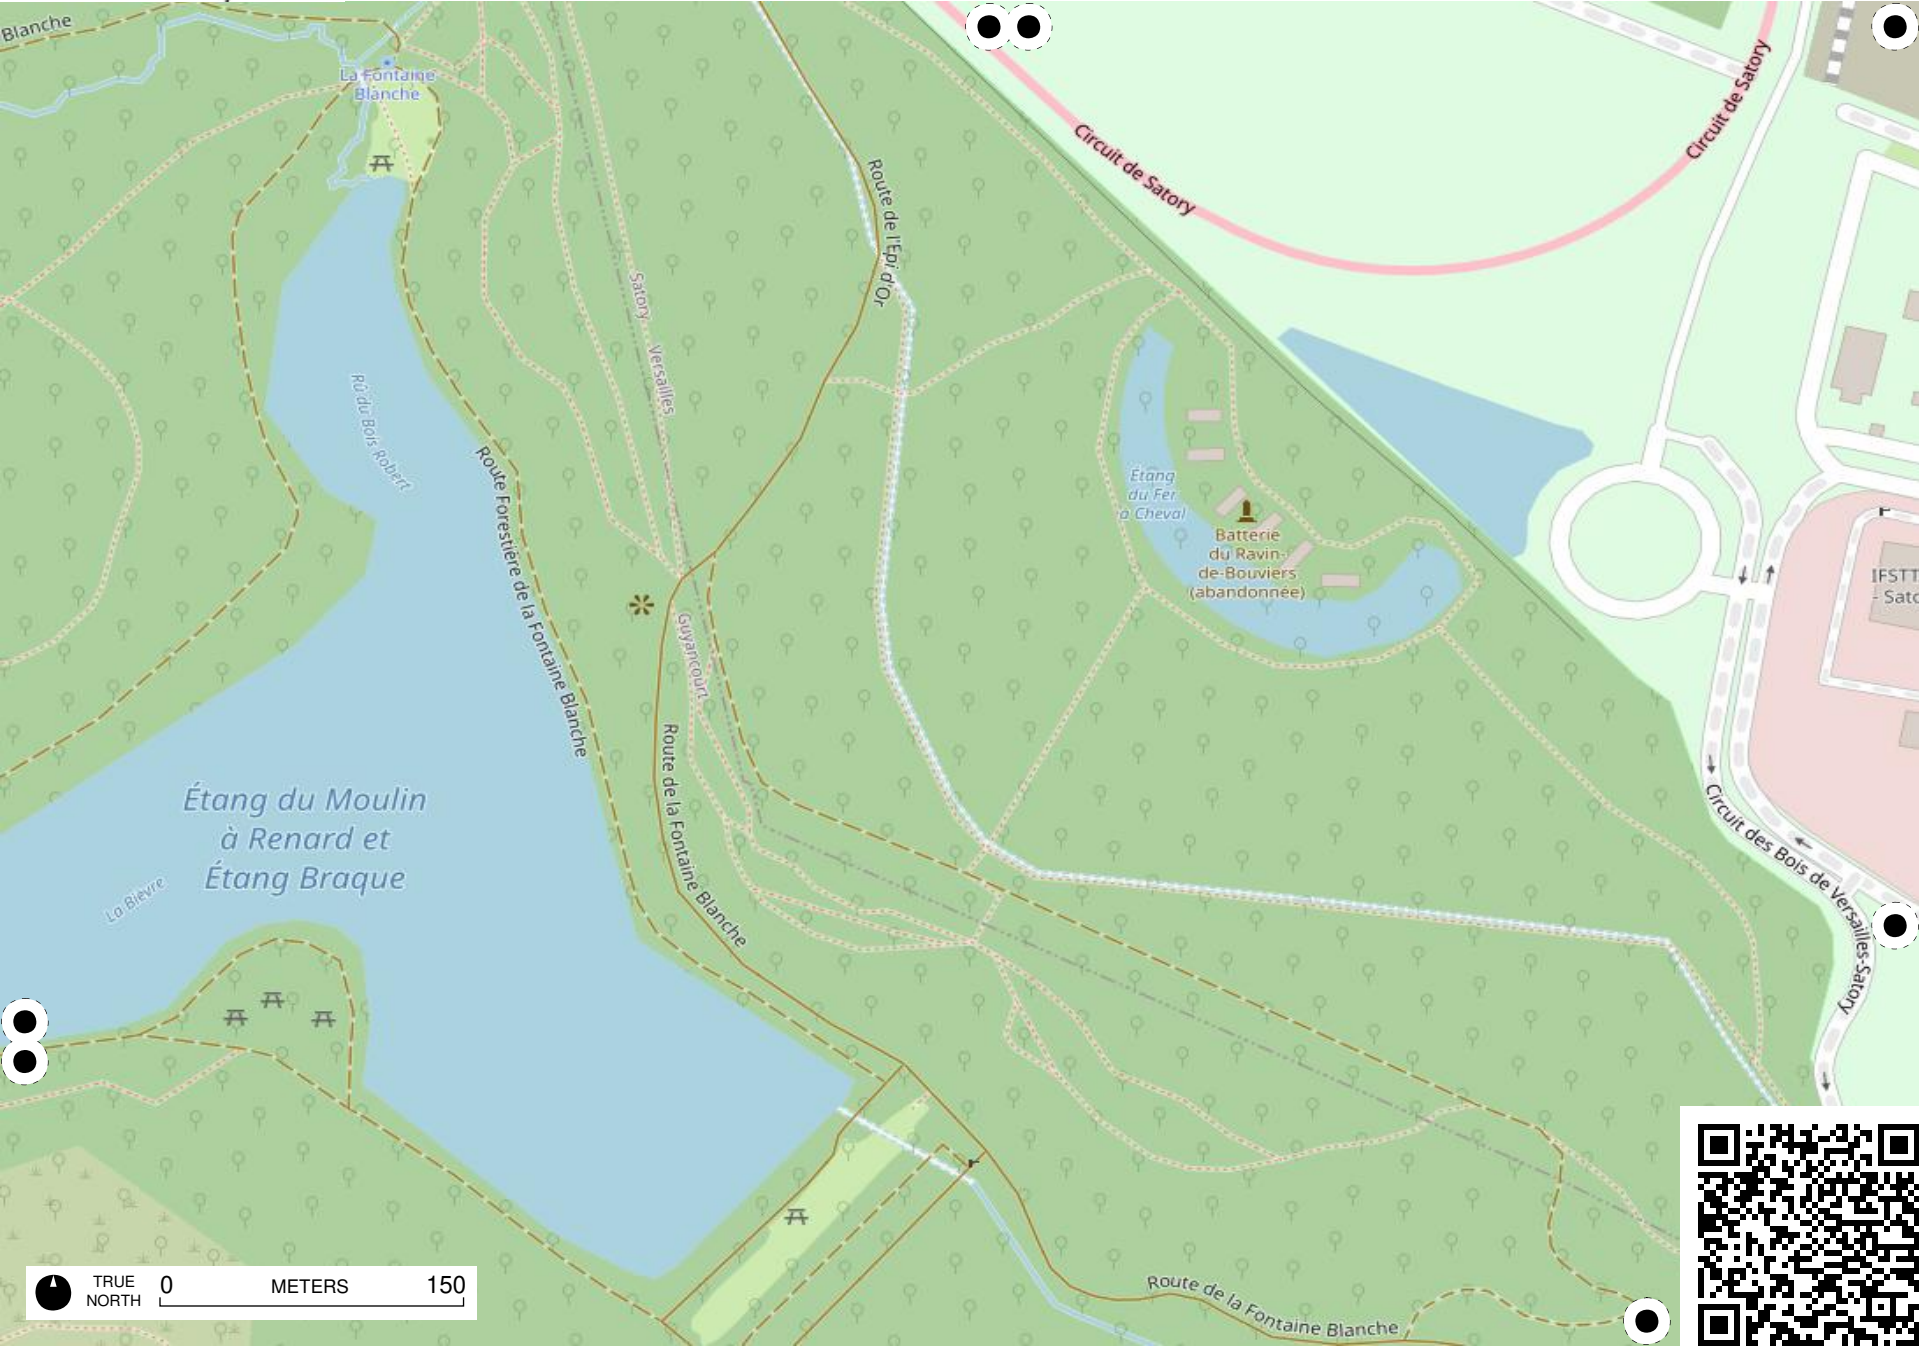 Blanche
La Fontaine
Blanche
Circuit de Satory
Circuit de Satory
Route de l'Épi d'Or
Satory
Versailles
Rû du Bois Robert
Route Forestière de la Fontaine Blanche
Étang
du Fer
à Cheval
Batterie
du Ravin-
de-Bouviers
(abandonnée)
IFSTT
- Sato
Guyancourt
Route de la Fontaine Blanche
Étang du Moulin
à Renard et
Étang Braque
La Bièvre
Circuit des Bois de Versailles-Satory
TRUE
NORTH
0 METERS 150
Route de la Fontaine Blanche